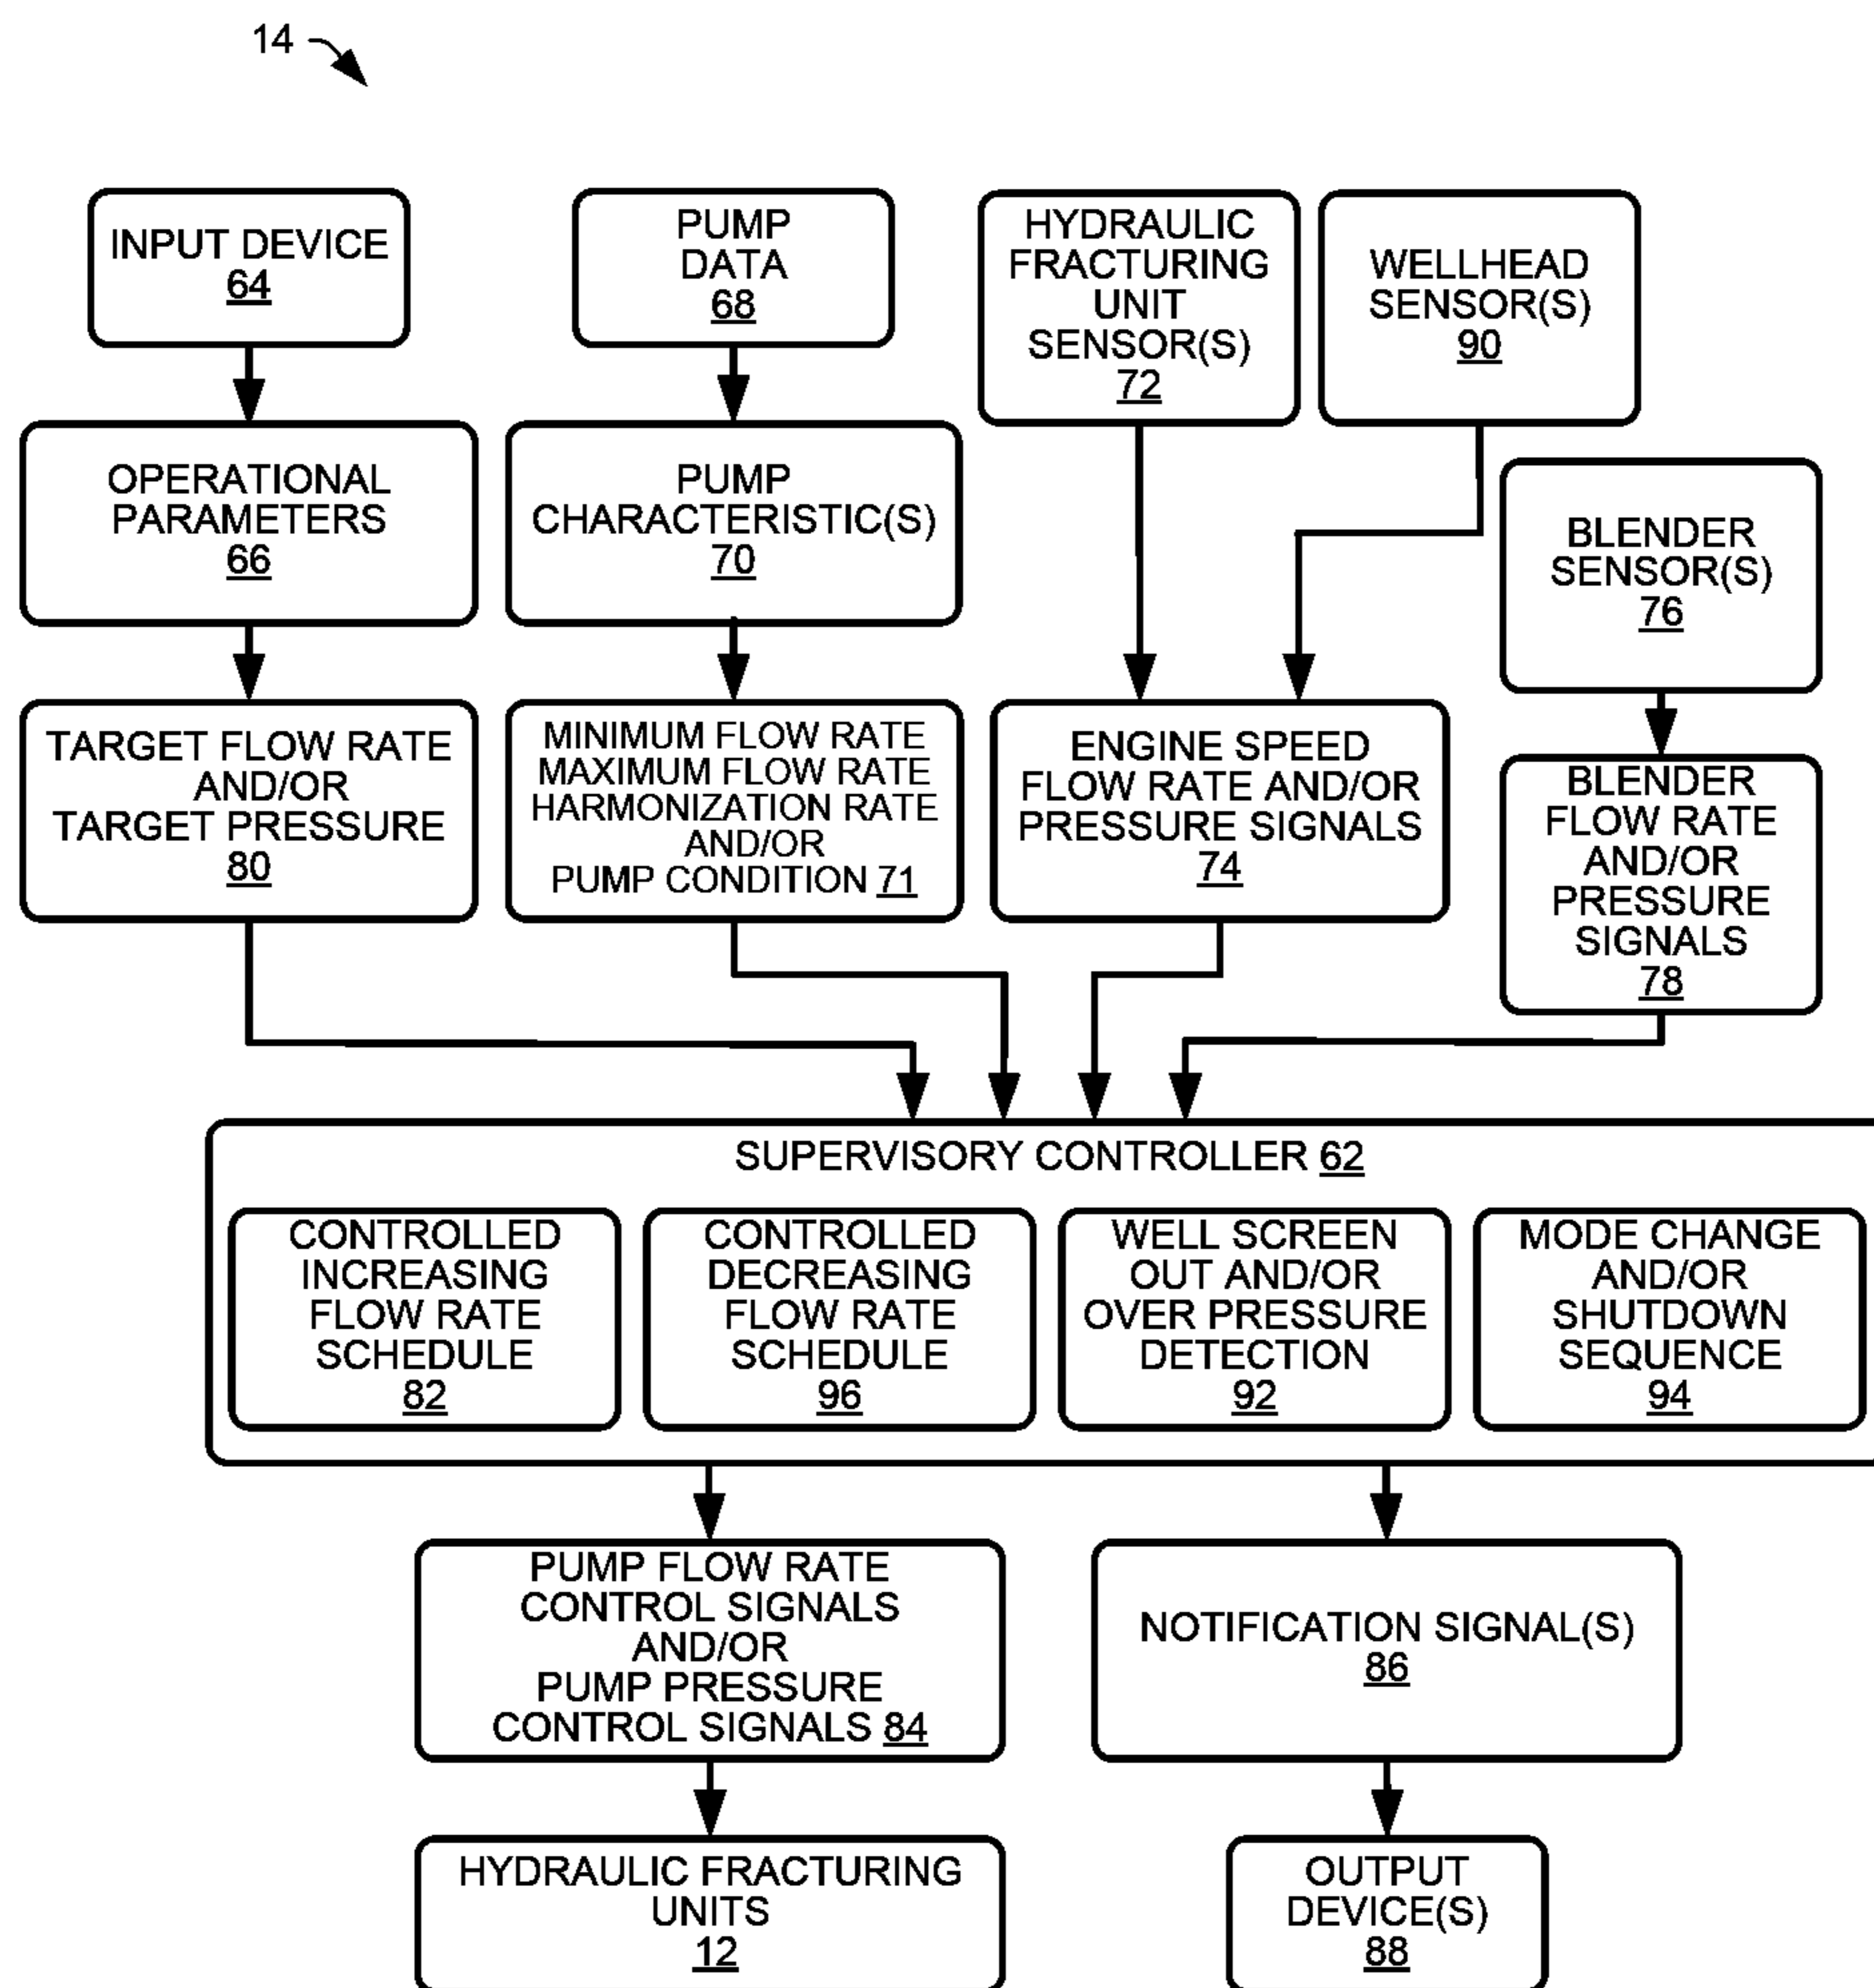 14
INPUT DEVICE
64
PUMP
DATA
68
HYDRAULIC
FRACTURING
UNIT
SENSOR(S)
72
WELLHEAD
SENSOR(S)
90
OPERATIONAL
PARAMETERS
66
PUMP
CHARACTERISTIC(S)
70
BLENDER
SENSOR(S)
76
TARGET FLOW RATE
AND/OR
TARGET PRESSURE
80
MINIMUM FLOW RATE
MAXIMUM FLOW RATE
HARMONIZATION RATE
AND/OR
PUMP CONDITION 71
ENGINE SPEED
FLOW RATE AND/OR
PRESSURE SIGNALS
74
BLENDER
FLOW RATE
AND/OR
PRESSURE
SIGNALS
78
SUPERVISORY CONTROLLER 62
CONTROLLED
INCREASING
FLOW RATE
SCHEDULE
82
CONTROLLED
DECREASING
FLOW RATE
SCHEDULE
96
WELL SCREEN
OUT AND/OR
OVER PRESSURE
DETECTION
92
MODE CHANGE
AND/OR
SHUTDOWN
SEQUENCE
94
PUMP FLOW RATE
CONTROL SIGNALS
AND/OR
PUMP PRESSURE
CONTROL SIGNALS 84
NOTIFICATION SIGNAL(S)
86
HYDRAULIC FRACTURING
UNITS
12
OUTPUT
DEVICE(S)
88